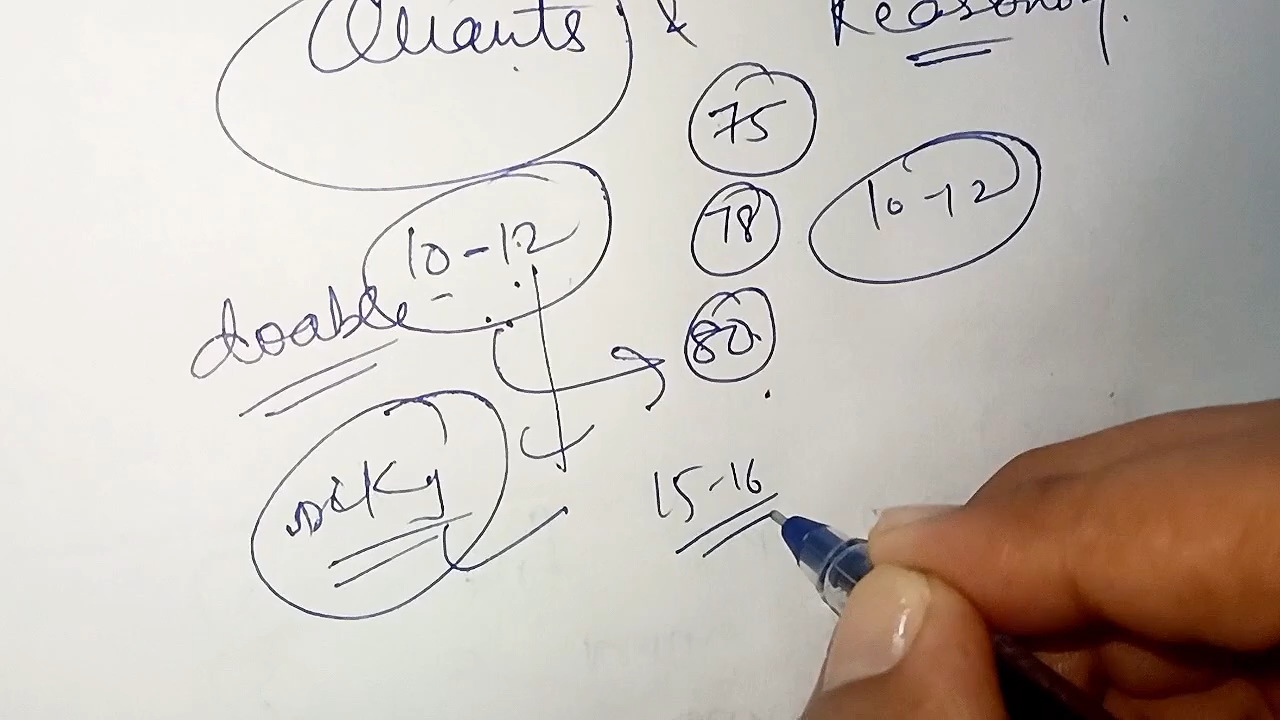 Quants & Reasoning.
75
10-12
10-12
78
doable
80
risky
15-16